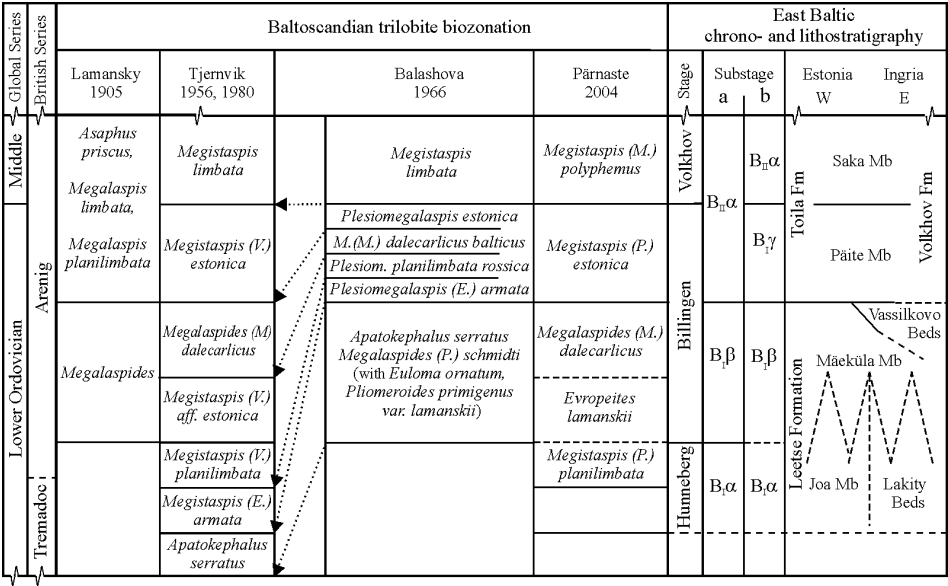 Global Series
British Series
Baltoscandian trilobite biozonation
East Baltic
chrono- and lithostratigraphy
Lamansky
1905
Tjernvik
1956, 1980
Balashova
1966
Pärnaste
2004
Stage
Substage
a
b
Estonia
W
Ingria
E
Middle
Lower Ordovician
Arenig
Tremadoc
Asaphus
priscus,
Megalaspis
limbata,
Megalaspis
planilimbata
Megalaspides
Megistaspis
limbata
Megistaspis (V.)
estonica
Megalaspides (M)
dalecarlicus
Megistaspis (V.)
aff. estonica
Megistaspis (V.)
planilimbata
Megistaspis (E.)
armata
Apatokephalus
serratus
Megistaspis
limbata
Plesiomegalaspis estonica
M.(M.) dalecarlicus balticus
Plesiom. planilimbata rossica
Plesiomegalaspis (E.) armata
Apatokephalus serratus
Megalaspides (P.) schmidti
(with Euloma ornatum,
Pliomeroides primigenus
var. lamanskii)
Megistaspis (M.)
polyphemus
Megistaspis (P.)
estonica
Megalaspides (M.)
dalecarlicus
Evropeites
lamanskii
Megistaspis (P.)
planilimbata
Volkhov
Billingen
Hunneberg
BIIα
BIβ
BIα
BIIα
BIγ
BIβ
BIα
Toila Fm
Leetse Formation
Saka Mb
Päite Mb
Volkhov Fm
Vassilkovo
Beds
Mäeküla Mb
Joa Mb
Lakity
Beds